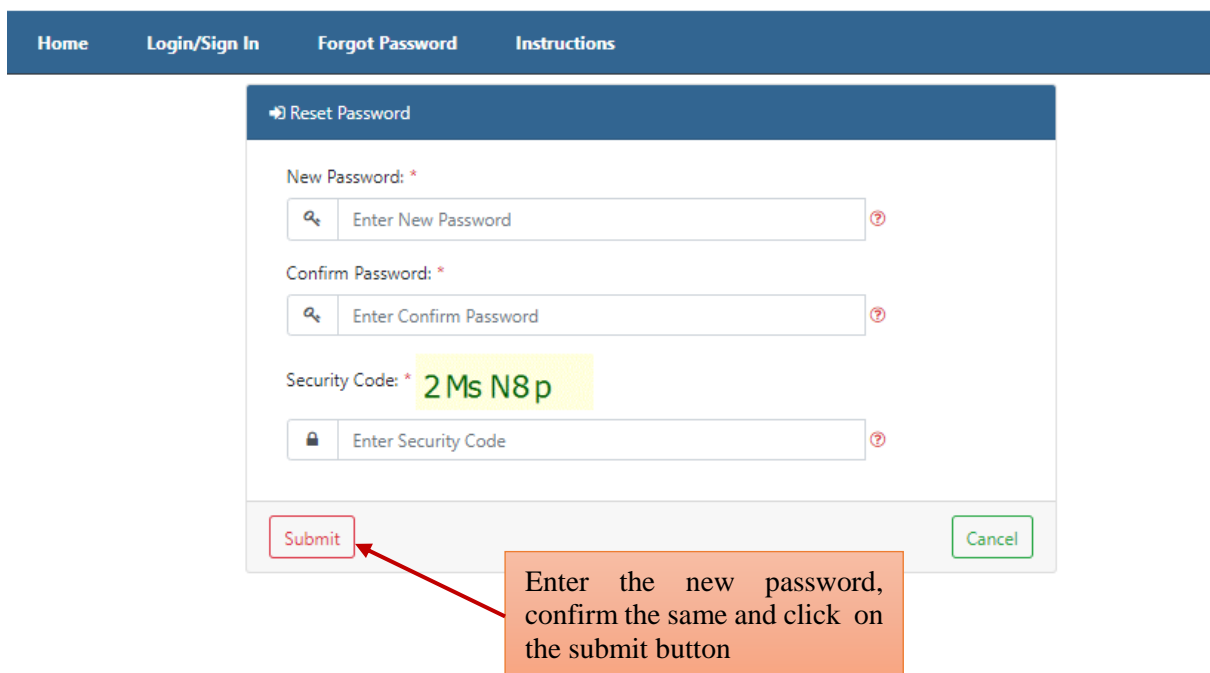 Home Login/Sign In Forgot Password Instructions
Reset Password
New Password: *
Enter New Password
Confirm Password: *
Enter Confirm Password
Security Code: * 2MsN8p
Enter Security Code
Submit Cancel
Enter the new password,
confirm the same and click on
the submit button